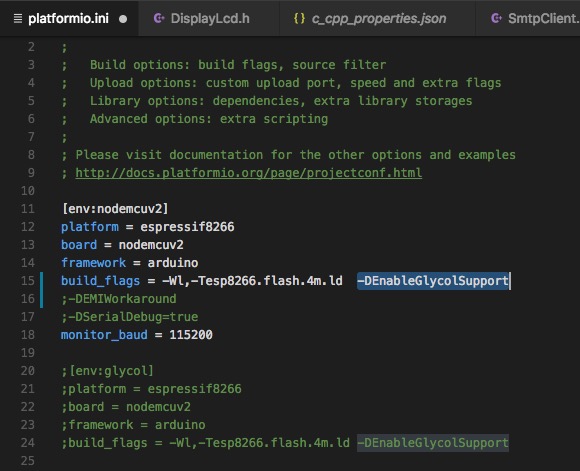 platformio.ini DisplayLcd.h c_cpp_properties.json SmtpClient.
2 ;
3 ; Build options: build flags, source filter
4 ; Upload options: custom upload port, speed and extra flags
5 ; Library options: dependencies, extra library storages
6 ; Advanced options: extra scripting
7 ;
8 ; Please visit documentation for the other options and examples
9 ; http://docs.platformio.org/page/projectconf.html
10
11 [env:nodemcuv2]
12 platform = espressif8266
13 board = nodemcuv2
14 framework = arduino
15 build_flags = -Wl,-Tesp8266.flash.4m.ld -DEnableGlycolSupport
16 ;-DEMIWorkaround
17 ;-DSerialDebug=true
18 monitor_baud = 115200
19
20 ;[env:glycol]
21 ;platform = espressif8266
22 ;board = nodemcuv2
23 ;framework = arduino
24 ;build_flags = -Wl,-Tesp8266.flash.4m.ld -DEnableGlycolSupport
25